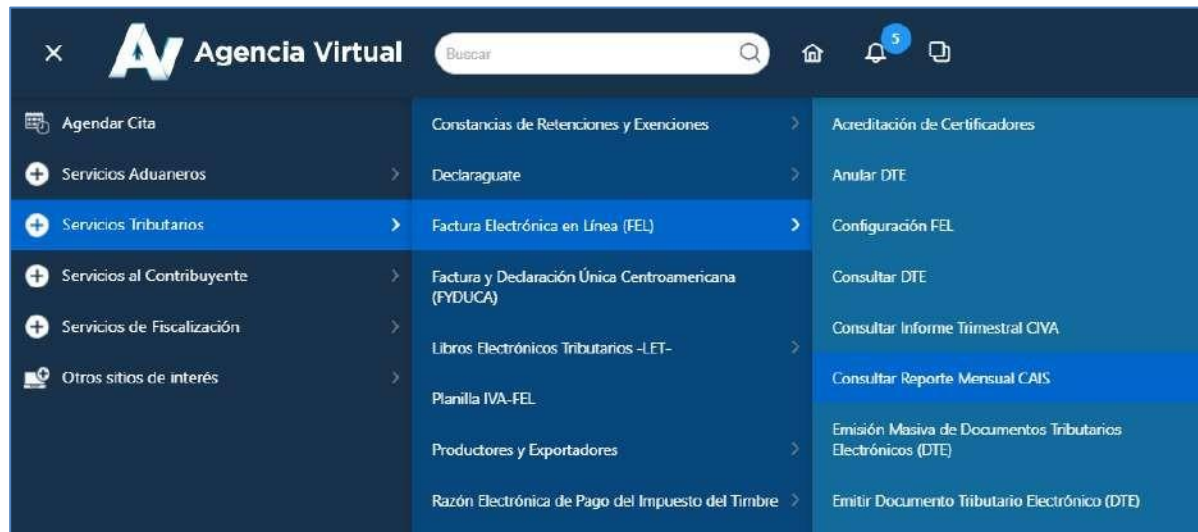 AV Agencia Virtual
Buscar
5
Agendar Cita
Servicios Aduaneros
Servicios Tributarios
Servicios al Contribuyente
Servicios de Fiscalización
Otros sitios de interés
Constancias de Retenciones y Exenciones
Declaraguate
Factura Electrónica en Línea (FEL)
Factura y Declaración Única Centroamericana
(FYDUCA)
Libros Electrónicos Tributarios -LET-
Planilla IVA-FEL
Productores y Exportadores
Razón Electrónica de Pago del Impuesto del Timbre
Acreditación de Certificadores
Anular DTE
Configuración FEL
Consultar DTE
Consultar Informe Trimestral CIVA
Consultar Reporte Mensual CAIS
Emisión Masiva de Documentos Tributarios
Electrónicos (DTE)
Emitir Documento Tributario Electrónico (DTE)